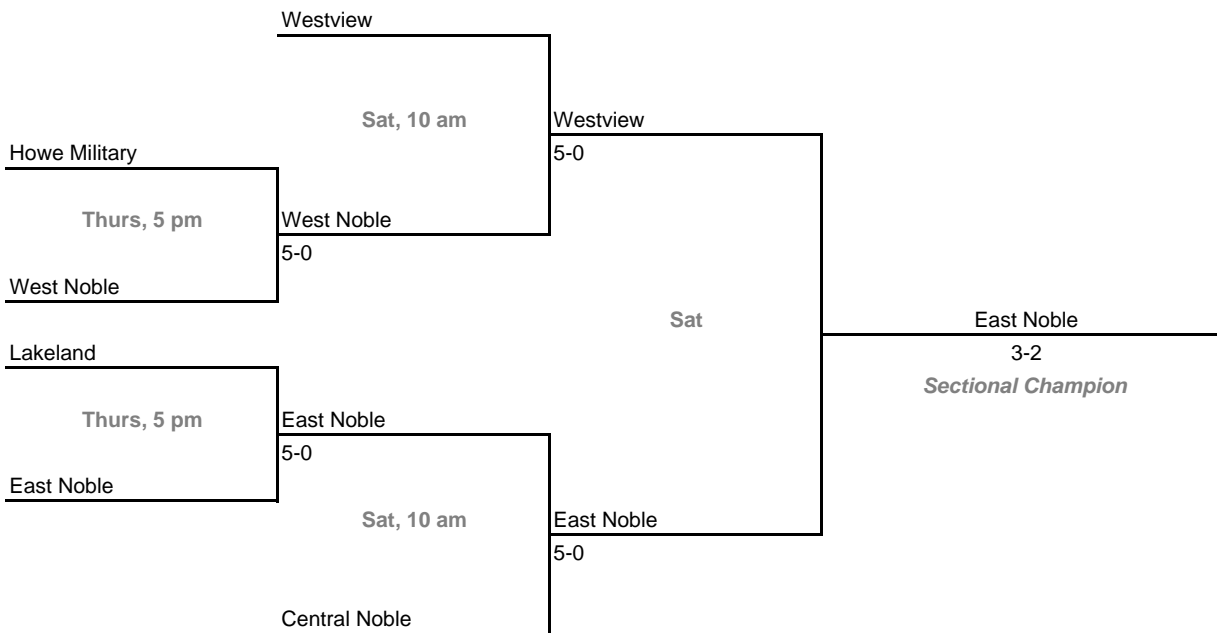 Westview
Sat, 10 am
Westview
Howe Military
5-0
Thurs, 5 pm
West Noble
5-0
West Noble
Sat
East Noble
Lakeland
3-2
Sectional Champion
Thurs, 5 pm
East Noble
5-0
East Noble
Sat, 10 am
East Noble
5-0
Central Noble